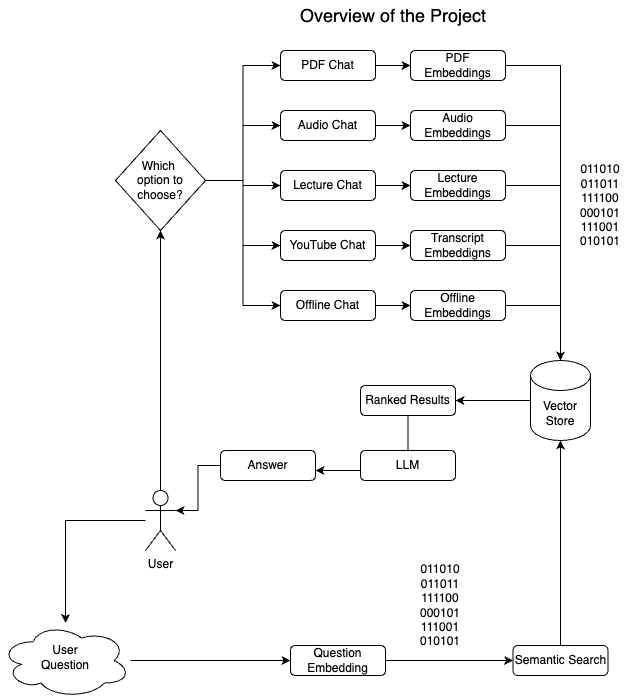 Overview of the Project
PDF Chat
PDF
Embeddings
Audio Chat
Audio
Embeddings
Which
option to
choose?
Lecture Chat
Lecture
Embeddings
YouTube Chat
Transcript
Embeddigns
Offline Chat
Offline
Embeddings
011010
011011
111100
000101
111001
010101
Vector
Store
Ranked Results
LLM
Answer
User
User
Question
Question
Embedding
011010
011011
111100
000101
111001
010101
Semantic Search